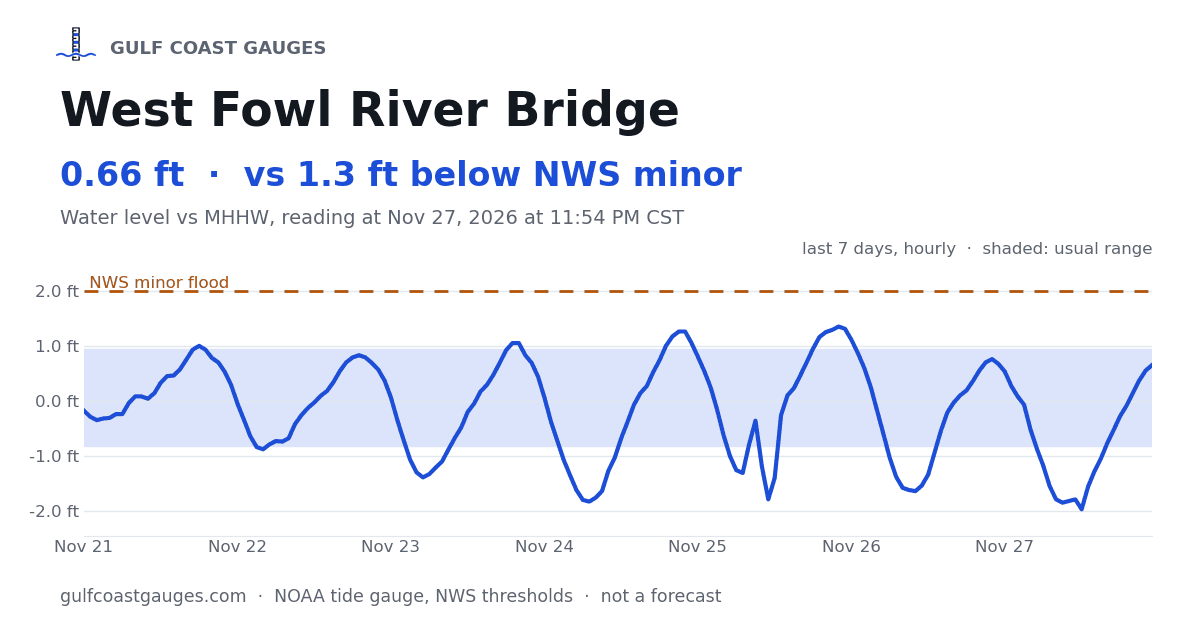 GULF COAST GAUGES
West Fowl River Bridge
0.66 ft · vs 1.3 ft below NWS minor
Water level vs MHHW, reading at Nov 27, 2026 at 11:54 PM CST
last 7 days, hourly · shaded: usual range
NWS minor flood
2.0 ft
1.0 ft
0.0 ft
-1.0 ft
-2.0 ft
Nov 21 Nov 22 Nov 23 Nov 24 Nov 25 Nov 26 Nov 27
gulfcoastgauges.com · NOAA tide gauge, NWS thresholds · not a forecast